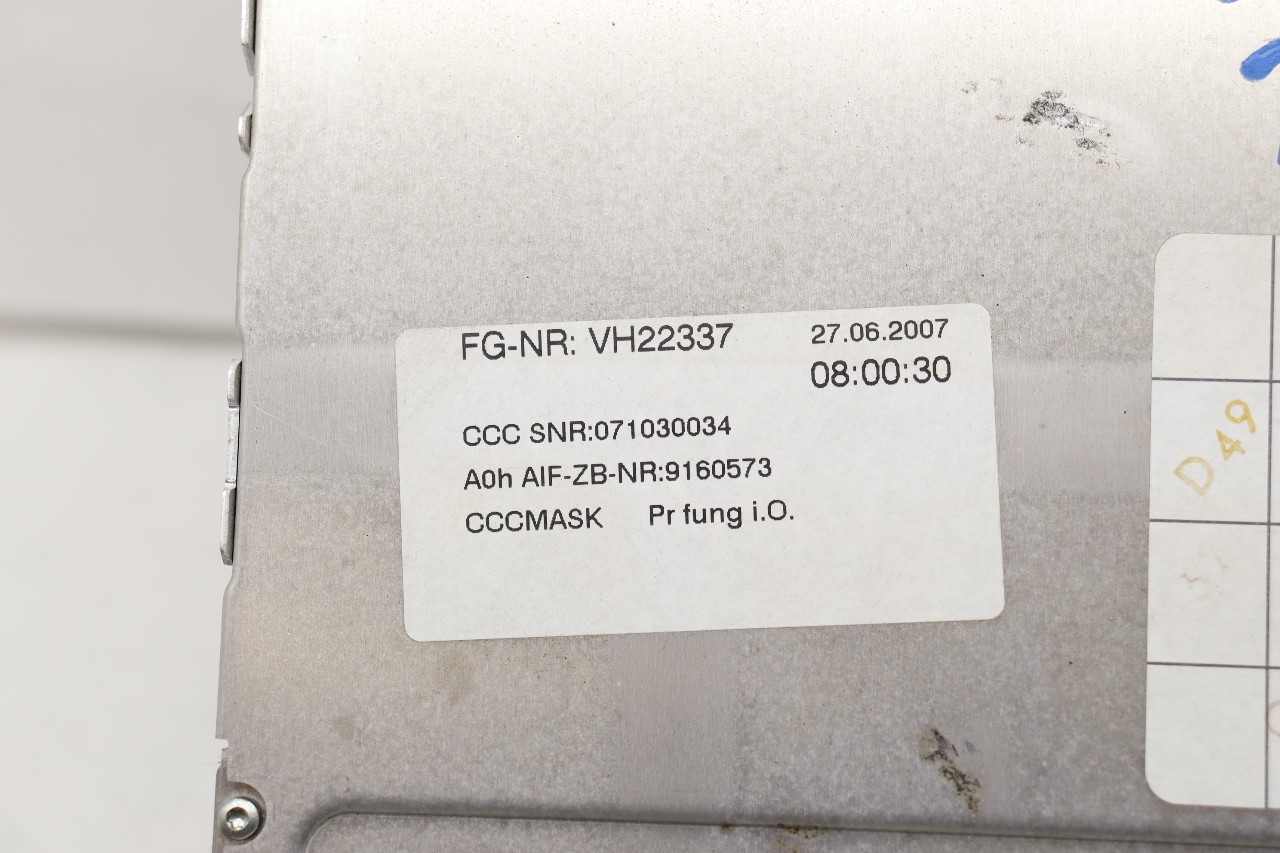 FG-NR: VH22337
27.06.2007
08:00:30
CCC SNR:071030034
A0h AIF-ZB-NR:9160573
CCCMASK Pr fung i.O.
D49